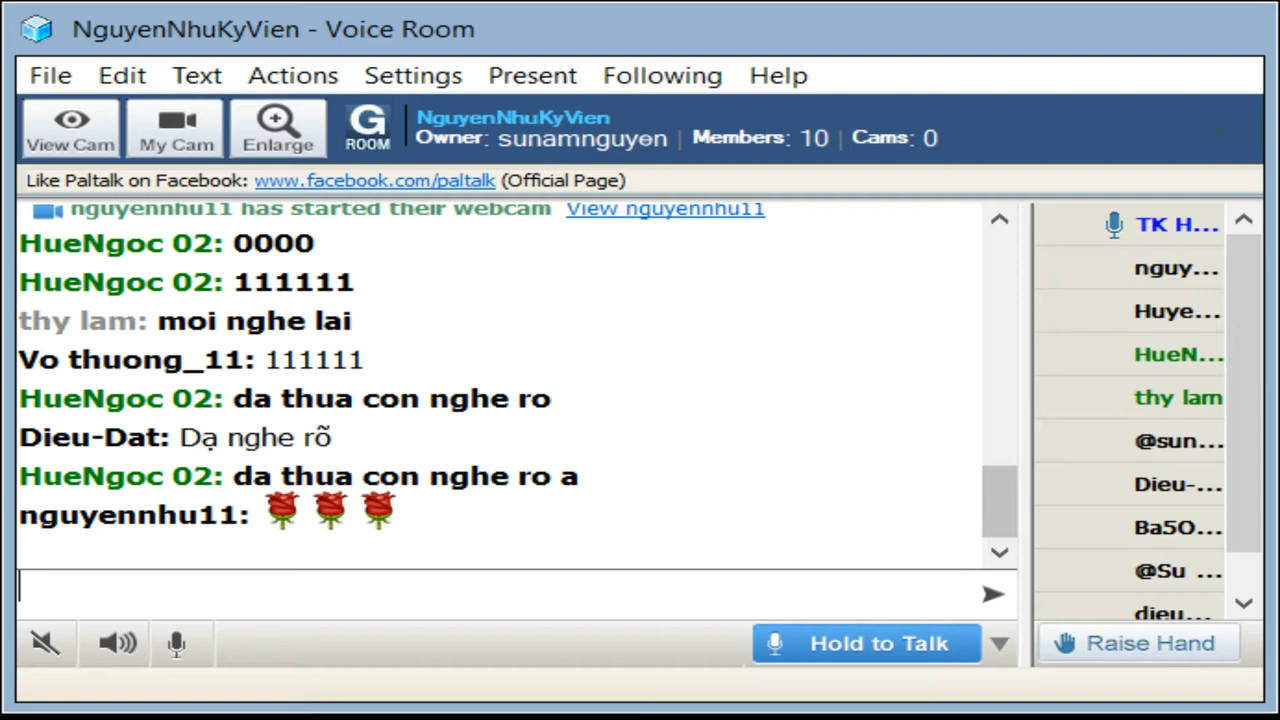 NguyenNhuKyVien - Voice Room
File Edit Text Actions Settings Present Following Help
View Cam My Cam Enlarge G ROOM
NguyenNhuKyVien
Owner: sunamnguyen | Members: 10 | Cams: 0
Like Paltalk on Facebook: www.facebook.com/paltalk (Official Page)
nguyennhu11 has started their webcam View nguyennhu11
HueNgoc 02: 0000
HueNgoc 02: 111111
thy lam: moi nghe lai
Vo thuong_11: 111111
HueNgoc 02: da thua con nghe ro
Dieu-Dat: Dạ nghe rõ
HueNgoc 02: da thua con nghe ro a
nguyennhu11:
TK H...
nguy...
Huye...
HueN...
thy lam
@sun...
Dieu-...
Ba5O...
@Su ...
dieu...
Hold to Talk
Raise Hand